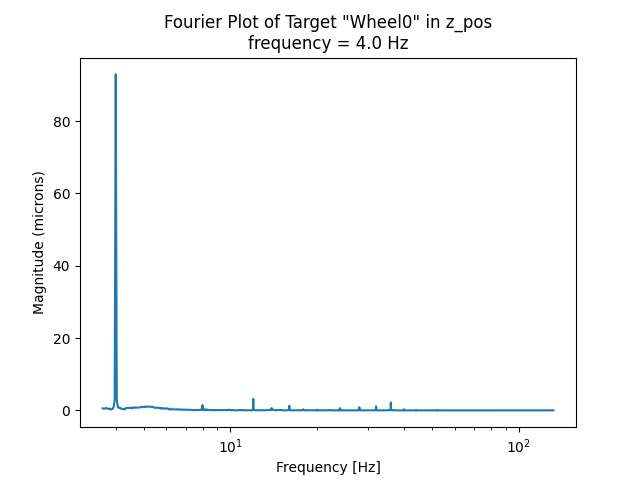 Fourier Plot of Target "Wheel0" in z_pos
frequency = 4.0 Hz
Magnitude (microns)
80
60
40
20
0
10¹
10²
Frequency [Hz]